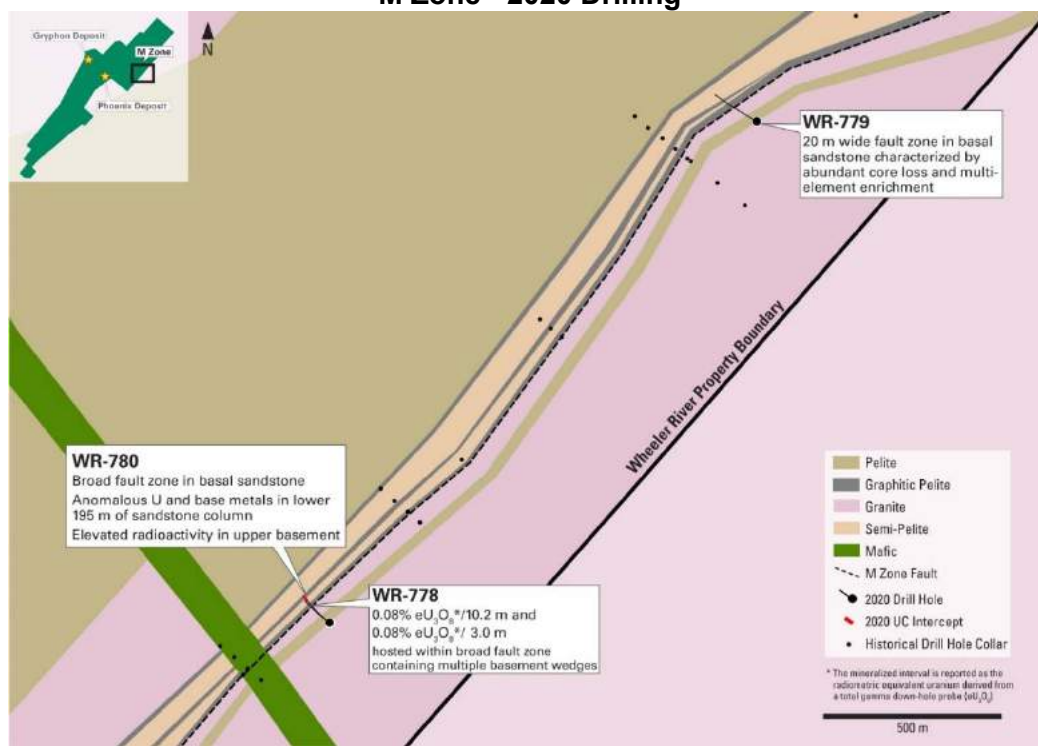 M Zone - 2020 Drilling
Gryphon Deposit
M Zone
N
Phoenix Deposit
WR-779
20 m wide fault zone in basal
sandstone characterized by
abundant core loss and multi-
element enrichment
Wheeler River Property Boundary
WR-780
Broad fault zone in basal sandstone
Anomalous U and base metals in lower
195 m of sandstone column
Elevated radioactivity in upper basement
WR-778
0.08% eU₃O₈*/10.2 m and
0.08% eU₃O₈*/ 3.0 m
hosted within broad fault zone
containing multiple basement wedges
Pelite
Graphitic Pelite
Granite
Semi-Pelite
Mafic
M Zone Fault
2020 Drill Hole
2020 UC Intercept
Historical Drill Hole Collar
* The mineralized interval is reported as the
radiometric equivalent uranium derived from
a total gamma down-hole probe (eU₃O₈)
500 m